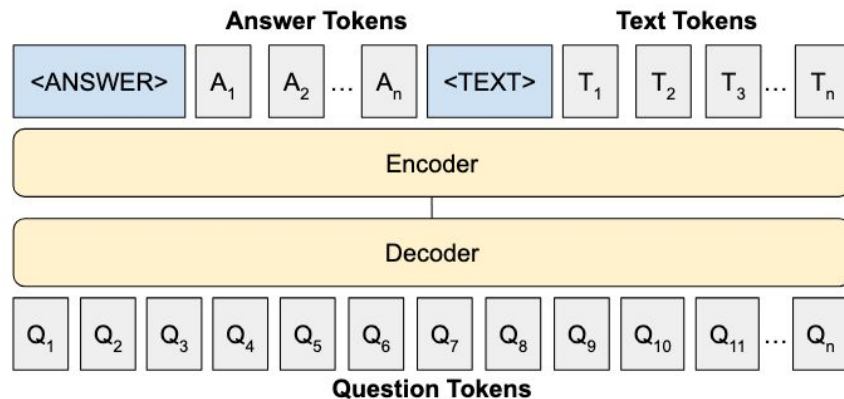 Answer Tokens Text Tokens
<ANSWER> A1 A2 ... An <TEXT> T1 T2 T3 ... Tn
Encoder
Decoder
Q1 Q2 Q3 Q4 Q5 Q6 Q7 Q8 Q9 Q10 Q11 ... Qn
Question Tokens